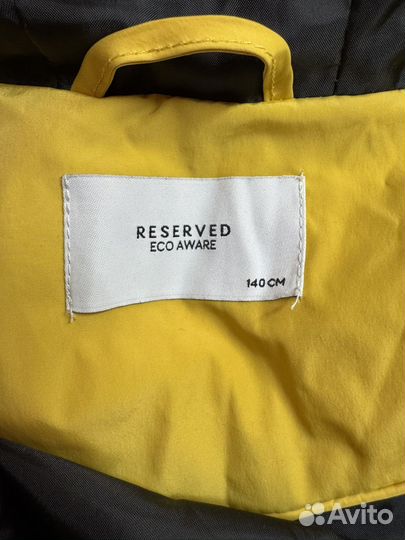 RESERVED
ECO AWARE
140 CM
Avito